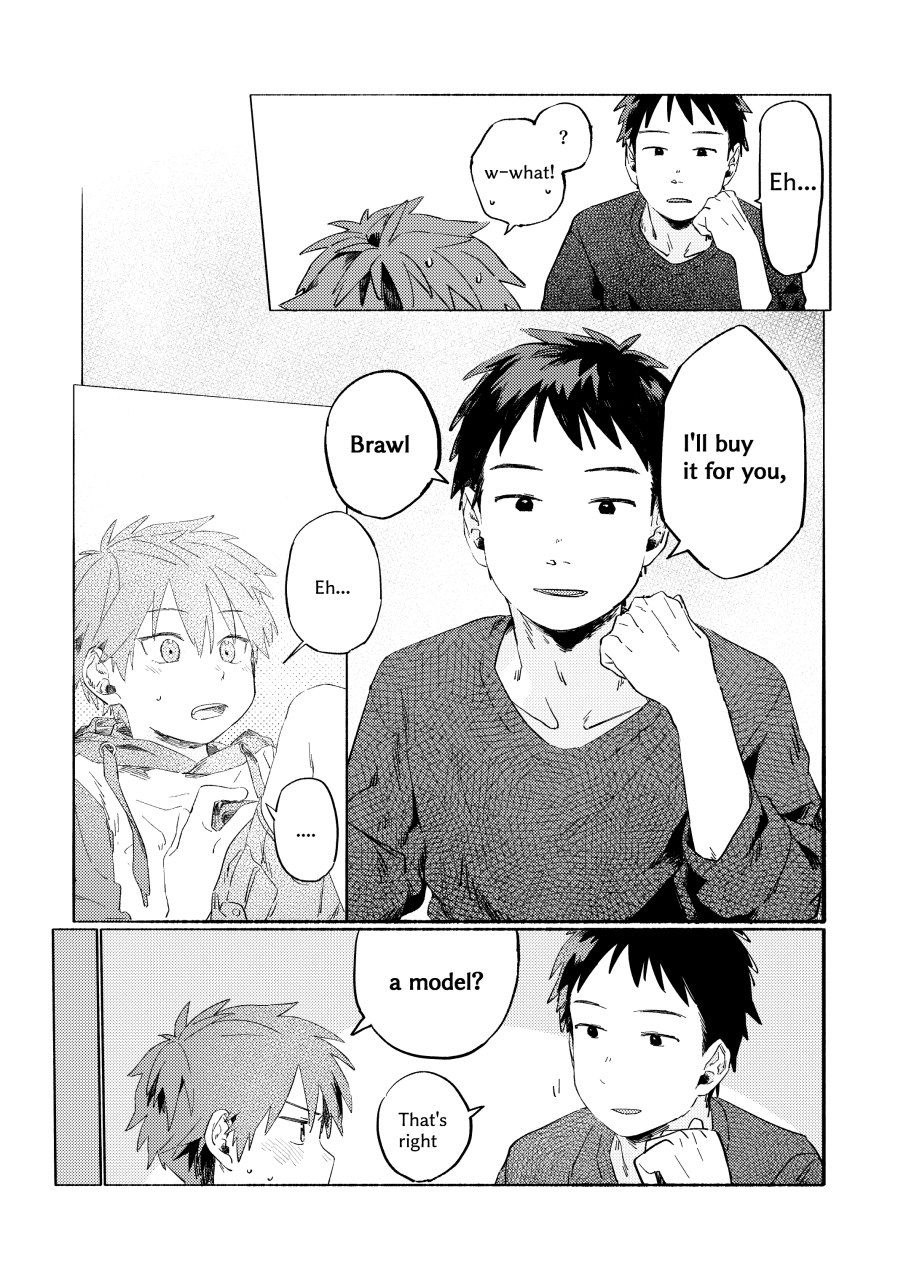 Eh...
?
w-what!
I'll buy
it for you,
Brawl
Eh...
....
a model?
That's
right